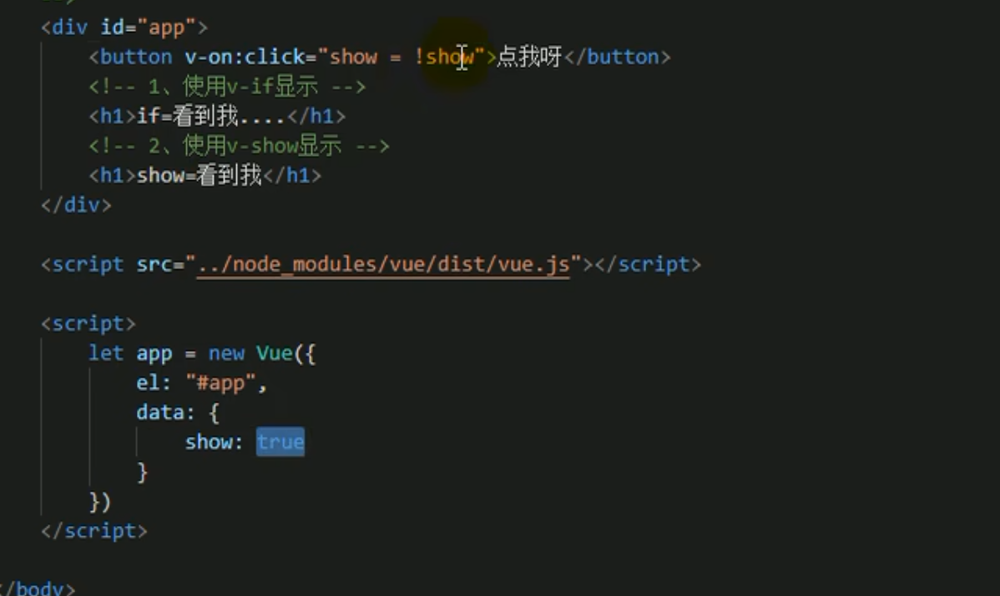 <div id="app">
<button v-on:click="show = !show">点我呀</button>
<!-- 1、使用v-if显示 -->
<h1>if=看到我....</h1>
<!-- 2、使用v-show显示 -->
<h1>show=看到我</h1>
</div>
<script src="../node_modules/vue/dist/vue.js"></script>
<script>
let app = new Vue({
el: "#app",
data: {
show: true
}
})
</script>
</body>